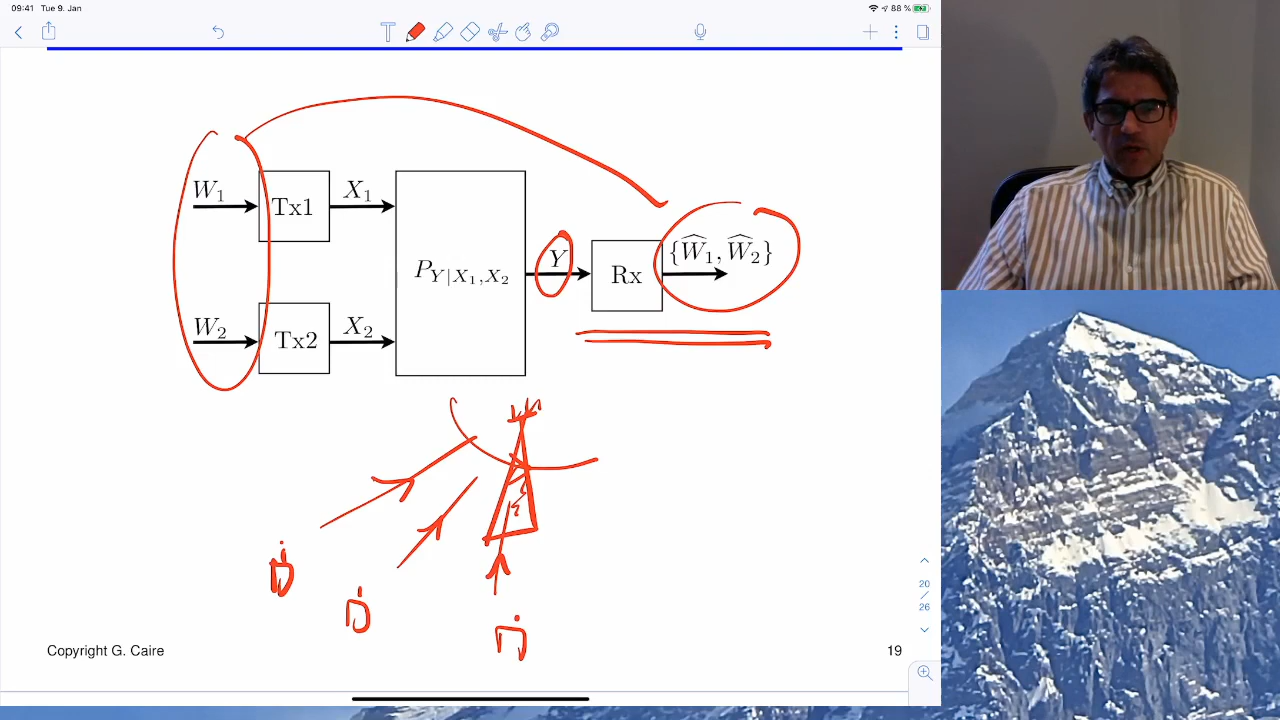 09:41 Tue 9. Jan 88 %
T
W₁ Tx1 X₁
P_{Y|X₁,X₂} Y Rx {Ŵ₁, Ŵ₂}
W₂ Tx2 X₂
20
/
26
Copyright G. Caire 19